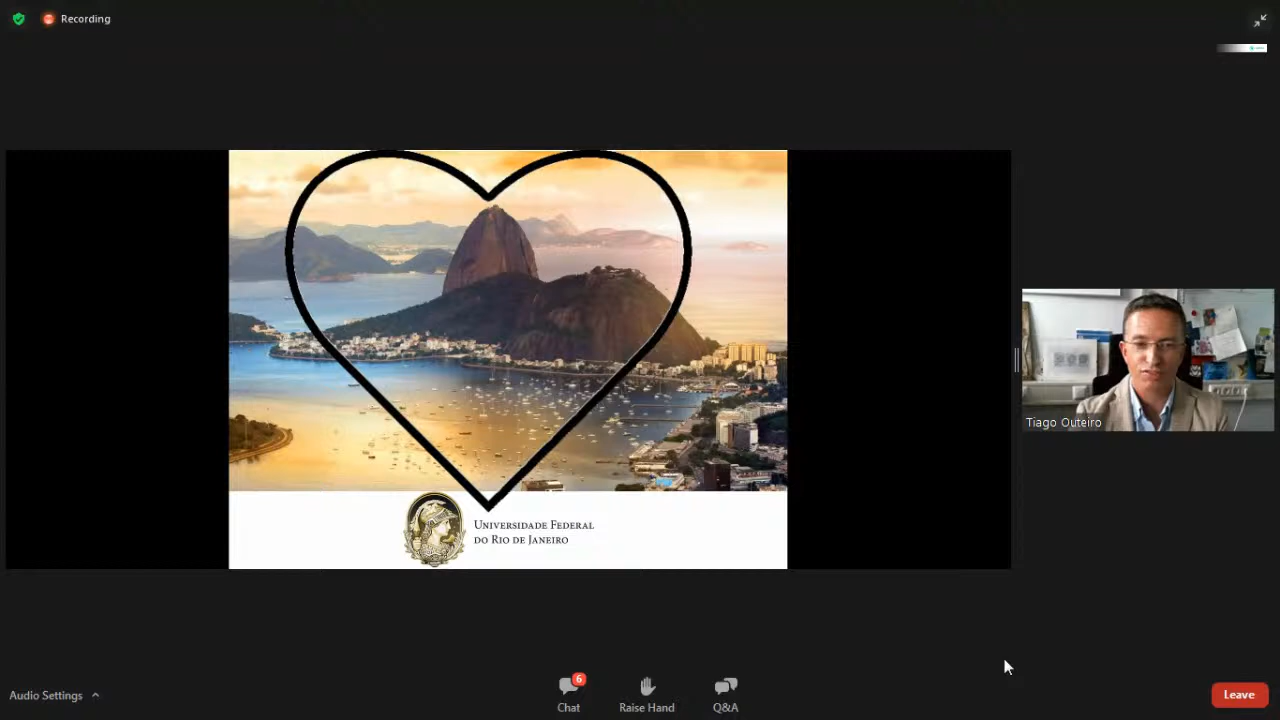 Recording
UNIVERSIDADE FEDERAL
DO RIO DE JANEIRO
Tiago Outeiro
Audio Settings
6
Chat
Raise Hand
Q&A
Leave